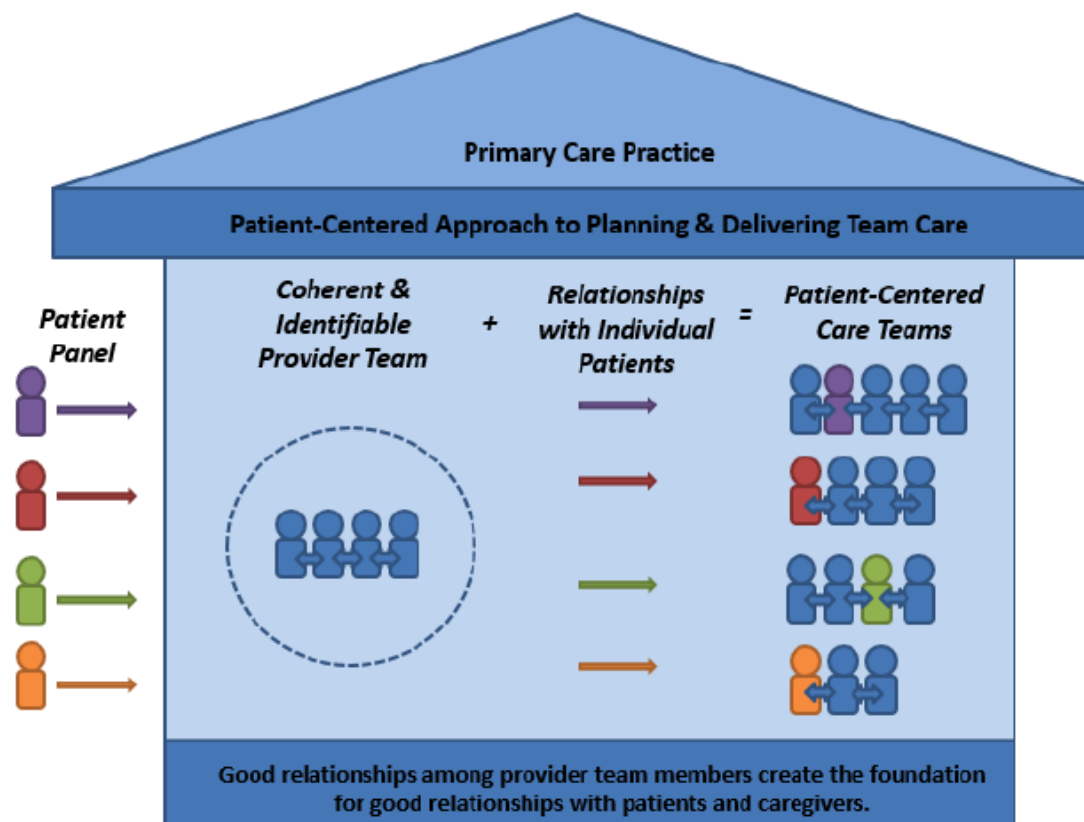 Primary Care Practice
Patient-Centered Approach to Planning & Delivering Team Care
Patient
Panel
Coherent &
Identifiable
Provider Team
+
Relationships
with Individual
Patients
=
Patient-Centered
Care Teams
Good relationships among provider team members create the foundation
for good relationships with patients and caregivers.